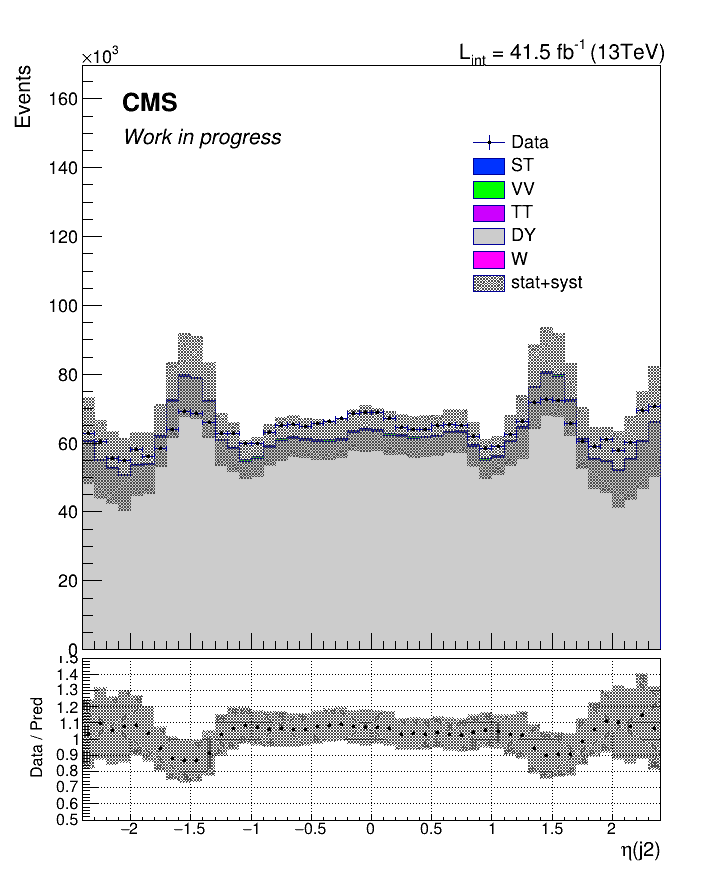 ×10³
L_int = 41.5 fb⁻¹ (13TeV)
Events
CMS
Work in progress
Data
ST
VV
TT
DY
W
stat+syst
160
140
120
100
80
60
40
20
0
Data / Pred
1.5
1.4
1.3
1.2
1.1
1
0.9
0.8
0.7
0.6
0.5
−2 −1.5 −1 −0.5 0 0.5 1 1.5 2
η(j2)